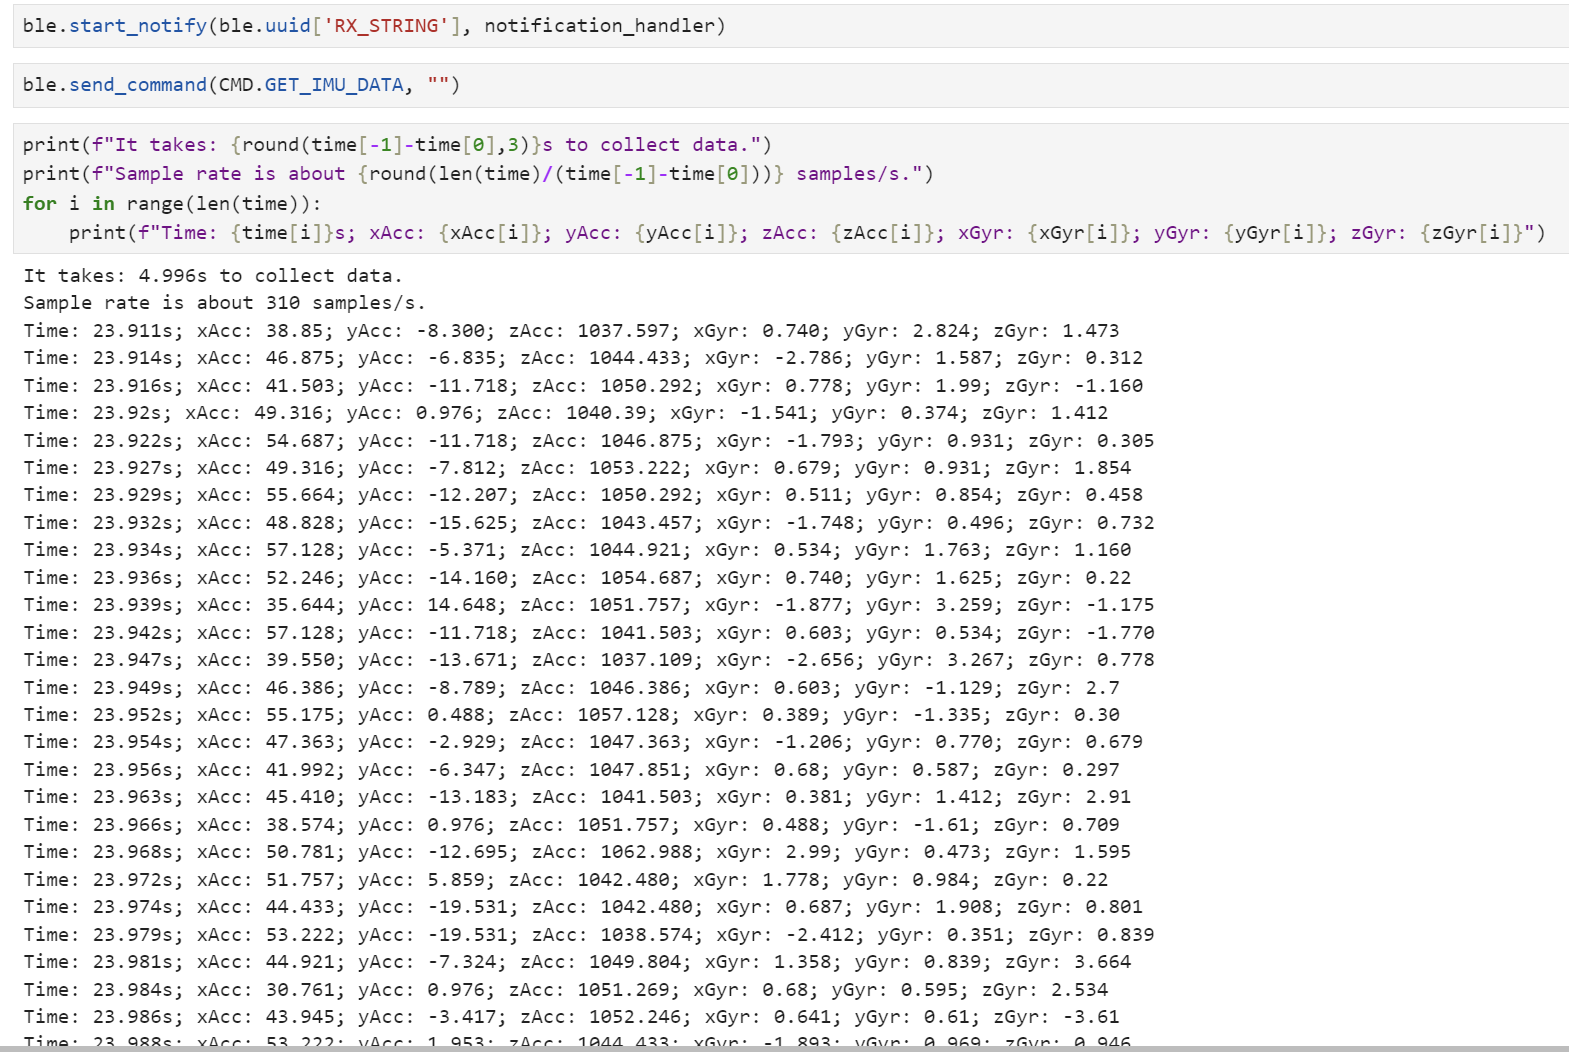 ble.start_notify(ble.uuid['RX_STRING'], notification_handler)
ble.send_command(CMD.GET_IMU_DATA, "")
print(f"It takes: {round(time[-1]-time[0],3)}s to collect data.")
print(f"Sample rate is about {round(len(time)/(time[-1]-time[0]))} samples/s.")
for i in range(len(time)):
    print(f"Time: {time[i]}s; xAcc: {xAcc[i]}; yAcc: {yAcc[i]}; zAcc: {zAcc[i]}; xGyr: {xGyr[i]}; yGyr: {yGyr[i]}; zGyr: {zGyr[i]}")
It takes: 4.996s to collect data.
Sample rate is about 310 samples/s.
Time: 23.911s; xAcc: 38.85; yAcc: -8.300; zAcc: 1037.597; xGyr: 0.740; yGyr: 2.824; zGyr: 1.473
Time: 23.914s; xAcc: 46.875; yAcc: -6.835; zAcc: 1044.433; xGyr: -2.786; yGyr: 1.587; zGyr: 0.312
Time: 23.916s; xAcc: 41.503; yAcc: -11.718; zAcc: 1050.292; xGyr: 0.778; yGyr: 1.99; zGyr: -1.160
Time: 23.92s; xAcc: 49.316; yAcc: 0.976; zAcc: 1040.39; xGyr: -1.541; yGyr: 0.374; zGyr: 1.412
Time: 23.922s; xAcc: 54.687; yAcc: -11.718; zAcc: 1046.875; xGyr: -1.793; yGyr: 0.931; zGyr: 0.305
Time: 23.927s; xAcc: 49.316; yAcc: -7.812; zAcc: 1053.222; xGyr: 0.679; yGyr: 0.931; zGyr: 1.854
Time: 23.929s; xAcc: 55.664; yAcc: -12.207; zAcc: 1050.292; xGyr: 0.511; yGyr: 0.854; zGyr: 0.458
Time: 23.932s; xAcc: 48.828; yAcc: -15.625; zAcc: 1043.457; xGyr: -1.748; yGyr: 0.496; zGyr: 0.732
Time: 23.934s; xAcc: 57.128; yAcc: -5.371; zAcc: 1044.921; xGyr: 0.534; yGyr: 1.763; zGyr: 1.160
Time: 23.936s; xAcc: 52.246; yAcc: -14.160; zAcc: 1054.687; xGyr: 0.740; yGyr: 1.625; zGyr: 0.22
Time: 23.939s; xAcc: 35.644; yAcc: 14.648; zAcc: 1051.757; xGyr: -1.877; yGyr: 3.259; zGyr: -1.175
Time: 23.942s; xAcc: 57.128; yAcc: -11.718; zAcc: 1041.503; xGyr: 0.603; yGyr: 0.534; zGyr: -1.770
Time: 23.947s; xAcc: 39.550; yAcc: -13.671; zAcc: 1037.109; xGyr: -2.656; yGyr: 3.267; zGyr: 0.778
Time: 23.949s; xAcc: 46.386; yAcc: -8.789; zAcc: 1046.386; xGyr: 0.603; yGyr: -1.129; zGyr: 2.7
Time: 23.952s; xAcc: 55.175; yAcc: 0.488; zAcc: 1057.128; xGyr: 0.389; yGyr: -1.335; zGyr: 0.30
Time: 23.954s; xAcc: 47.363; yAcc: -2.929; zAcc: 1047.363; xGyr: -1.206; yGyr: 0.770; zGyr: 0.679
Time: 23.956s; xAcc: 41.992; yAcc: -6.347; zAcc: 1047.851; xGyr: 0.68; yGyr: 0.587; zGyr: 0.297
Time: 23.963s; xAcc: 45.410; yAcc: -13.183; zAcc: 1041.503; xGyr: 0.381; yGyr: 1.412; zGyr: 2.91
Time: 23.966s; xAcc: 38.574; yAcc: 0.976; zAcc: 1051.757; xGyr: 0.488; yGyr: -1.61; zGyr: 0.709
Time: 23.968s; xAcc: 50.781; yAcc: -12.695; zAcc: 1062.988; xGyr: 2.99; yGyr: 0.473; zGyr: 1.595
Time: 23.972s; xAcc: 51.757; yAcc: 5.859; zAcc: 1042.480; xGyr: 1.778; yGyr: 0.984; zGyr: 0.22
Time: 23.974s; xAcc: 44.433; yAcc: -19.531; zAcc: 1042.480; xGyr: 0.687; yGyr: 1.908; zGyr: 0.801
Time: 23.979s; xAcc: 53.222; yAcc: -19.531; zAcc: 1038.574; xGyr: -2.412; yGyr: 0.351; zGyr: 0.839
Time: 23.981s; xAcc: 44.921; yAcc: -7.324; zAcc: 1049.804; xGyr: 1.358; yGyr: 0.839; zGyr: 3.664
Time: 23.984s; xAcc: 30.761; yAcc: 0.976; zAcc: 1051.269; xGyr: 0.68; yGyr: 0.595; zGyr: 2.534
Time: 23.986s; xAcc: 43.945; yAcc: -3.417; zAcc: 1052.246; xGyr: 0.641; yGyr: 0.61; zGyr: -3.61
Time: 23.988s; xAcc: 53.222; yAcc: 1.953; zAcc: 1044.433; xGyr: -1.893; yGyr: 0.969; zGyr: 0.946